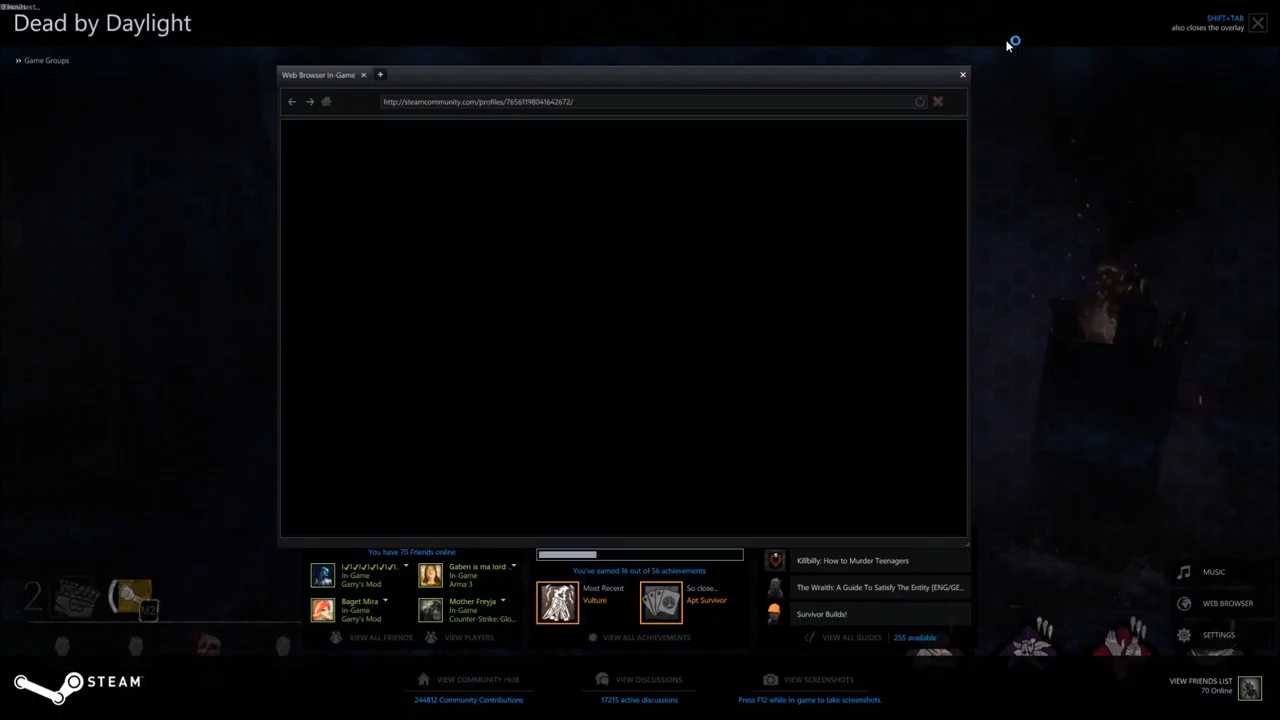 Dead by Daylight
SHIFT+TAB
also closes the overlay
Game Groups
Web Browser In-Game
http://steamcommunity.com/profiles/76561198041642672/
You have 70 Friends online
In-Game
Garry's Mod
Gaben is ma lord
In-Game
Arma 3
Baget Mira
In-Game
Garry's Mod
Mother Freyja
In-Game
Counter-Strike: Glo...
VIEW ALL FRIENDS
VIEW PLAYERS
You've earned 16 out of 56 achievements
Most Recent
Vulture
So close...
Apt Survivor
VIEW ALL ACHIEVEMENTS
Killbilly: How to Murder Teenagers
The Wraith: A Guide To Satisfy The Entity [ENG/GE...
Survivor Builds!
VIEW ALL GUIDES
255 available
MUSIC
WEB BROWSER
SETTINGS
2
M2
STEAM
VIEW COMMUNITY HUB
244812 Community Contributions
VIEW DISCUSSIONS
17215 active discussions
VIEW SCREENSHOTS
Press F12 while in-game to take screenshots.
VIEW FRIENDS LIST
70 Online